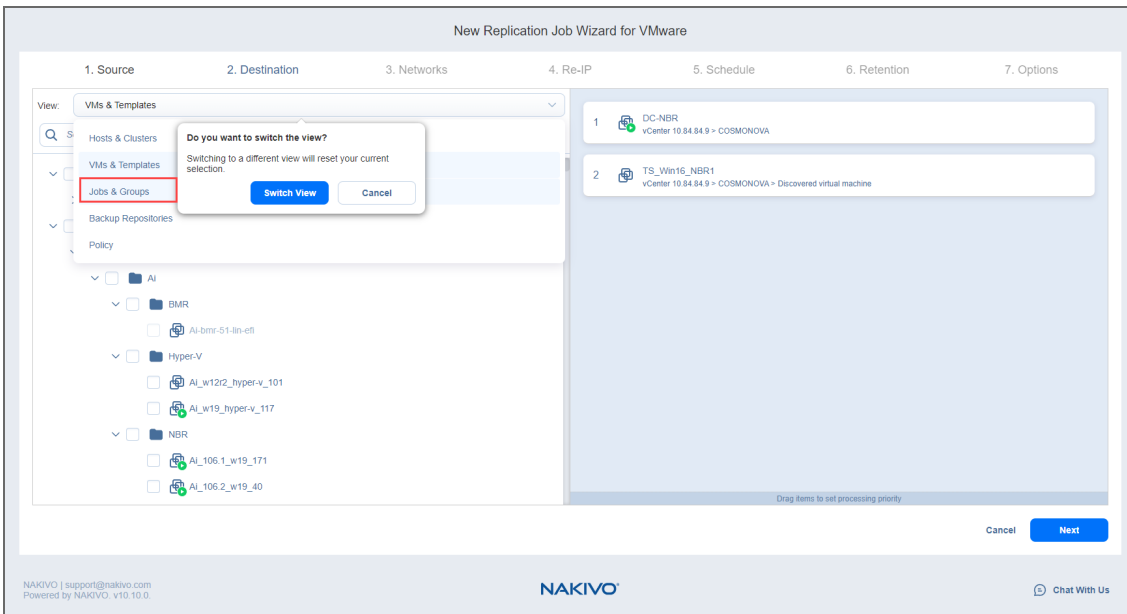 New Replication Job Wizard for VMware
1. Source
2. Destination
3. Networks
4. Re-IP
5. Schedule
6. Retention
7. Options
View:
VMs & Templates
Hosts & Clusters
VMs & Templates
Jobs & Groups
Backup Repositories
Policy
Do you want to switch the view?
Switching to a different view will reset your current
selection.
Switch View
Cancel
Ai
BMR
Ai-bmr-51-lin-efi
Hyper-V
Ai_w12r2_hyper-v_101
Ai_w19_hyper-v_117
NBR
Ai_106.1_w19_171
Ai_106.2_w19_40
1
DC-NBR
vCenter 10.84.84.9 > COSMONOVA
2
TS_Win16_NBR1
vCenter 10.84.84.9 > COSMONOVA > Discovered virtual machine
Drag items to set processing priority
Cancel
Next
NAKIVO | support@nakivo.com
Powered by NAKIVO. v10.10.0.
NAKIVO
Chat With Us